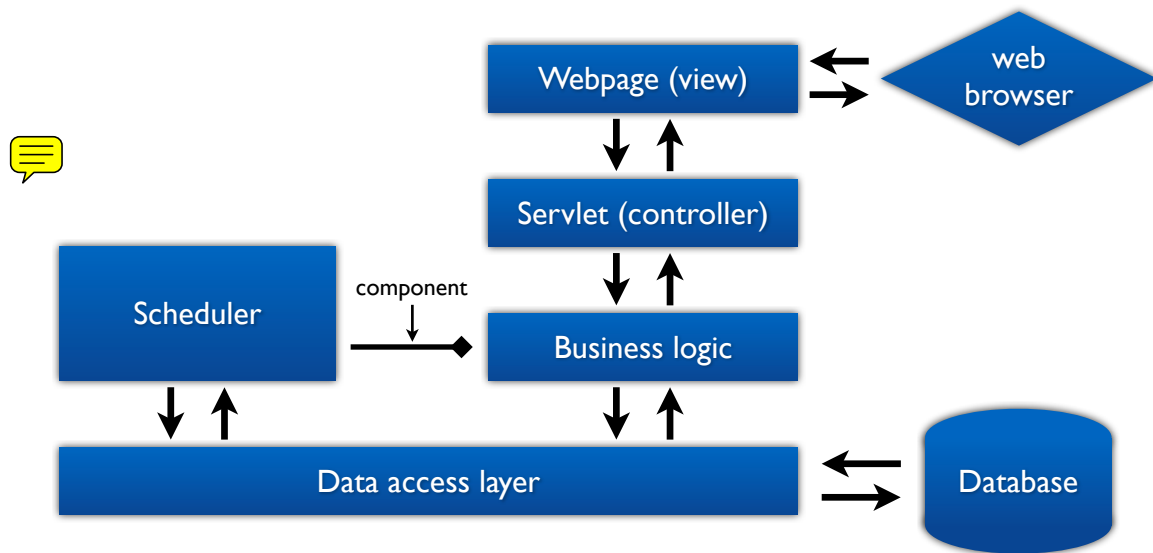 Webpage (view)
web
browser
Servlet (controller)
Scheduler
component
Business logic
Data access layer
Database